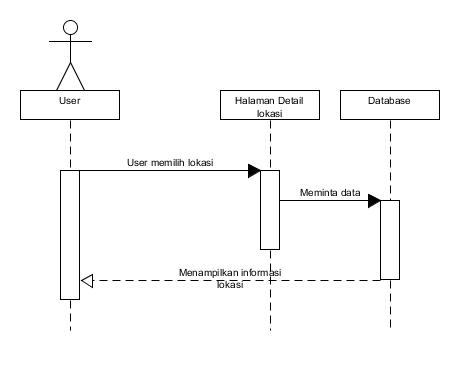 User
Halaman Detail
lokasi
Database
User memilih lokasi
Meminta data
Menampilkan informasi
lokasi